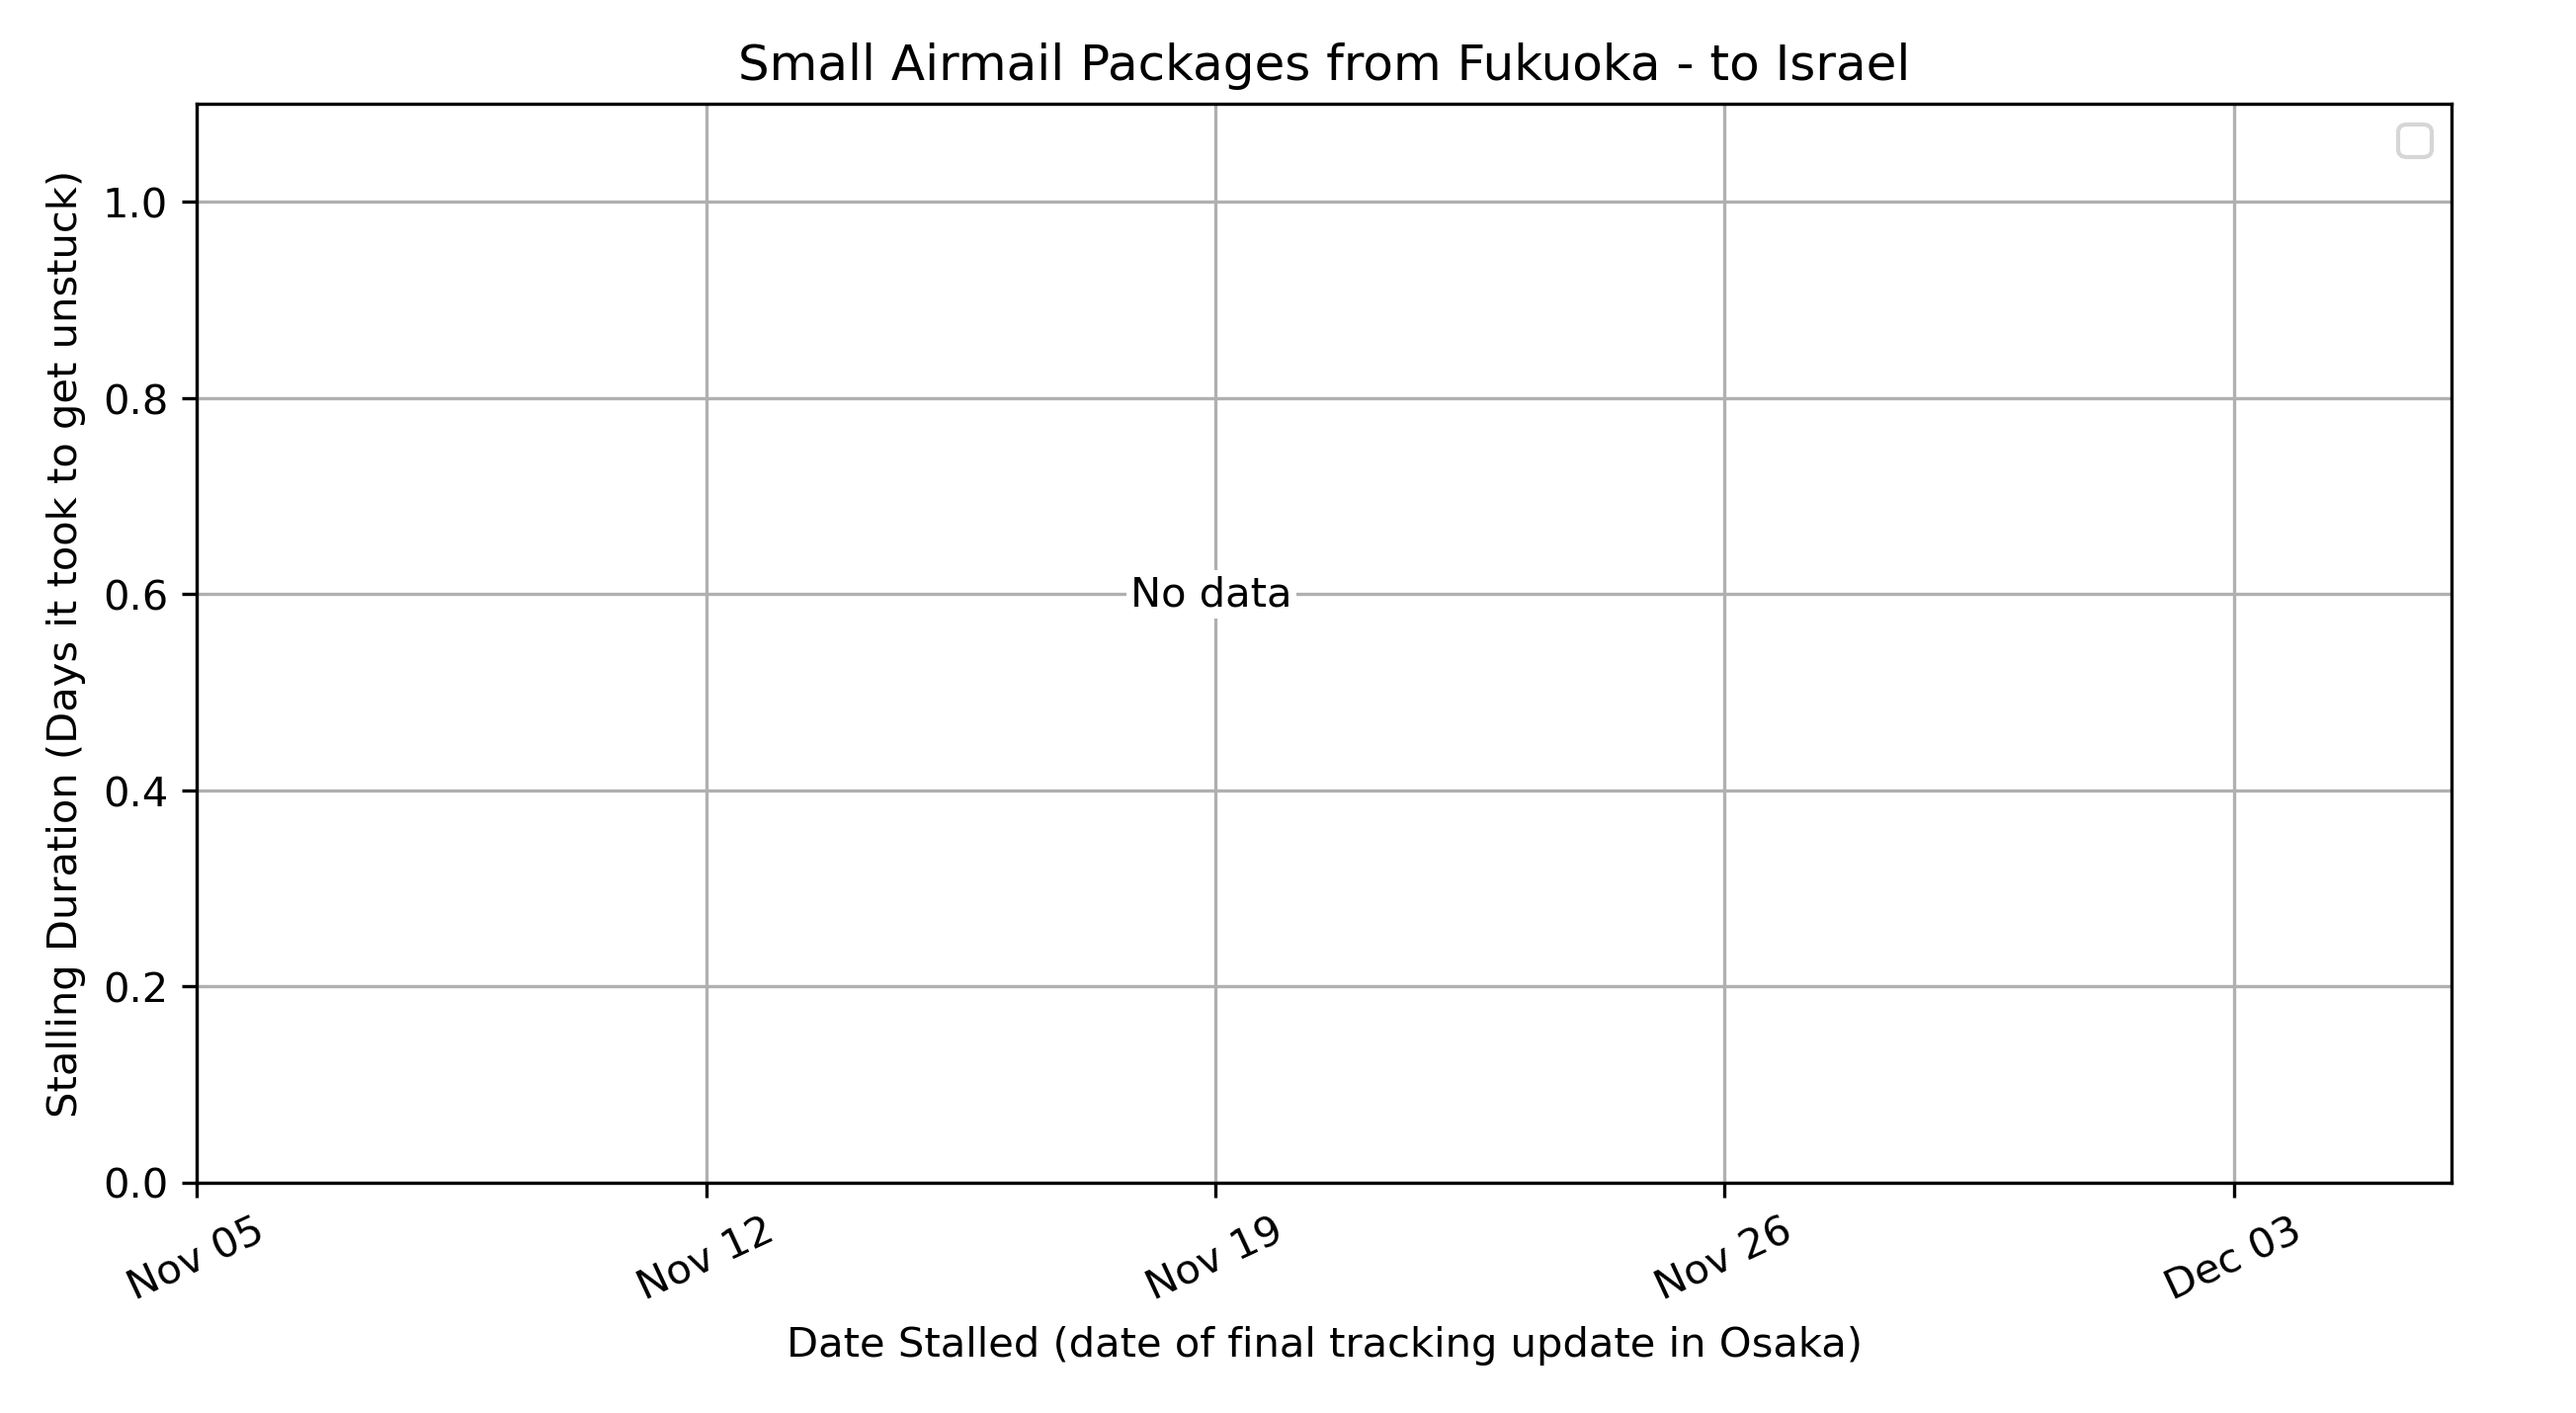 Small Airmail Packages from Fukuoka - to Israel
Stalling Duration (Days it took to get unstuck)
1.0
0.8
0.6
0.4
0.2
0.0
No data
Nov 05
Nov 12
Nov 19
Nov 26
Dec 03
Date Stalled (date of final tracking update in Osaka)